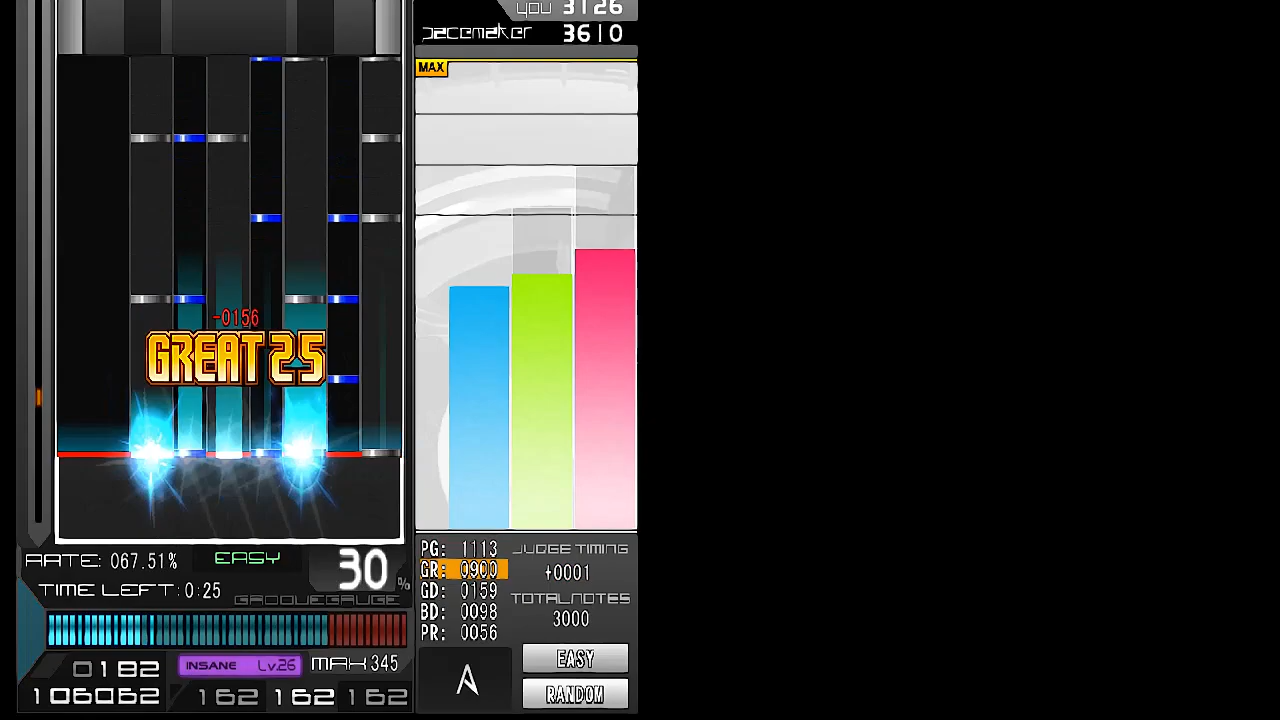 YOU 3126
pacemaker 3610
MAX
-0156
GREAT 25
RATE: 067.51% EASY 30%
TIME LEFT: 0:25
GROOVEGAUGE
0182 INSANE Lv.26 MAX 345
106062 162 162 162
PG: 1113
GR: 0900
GD: 0159
BD: 0098
PR: 0056
JUDGE TIMING
+0001
TOTALNOTES
3000
A
EASY
RANDOM